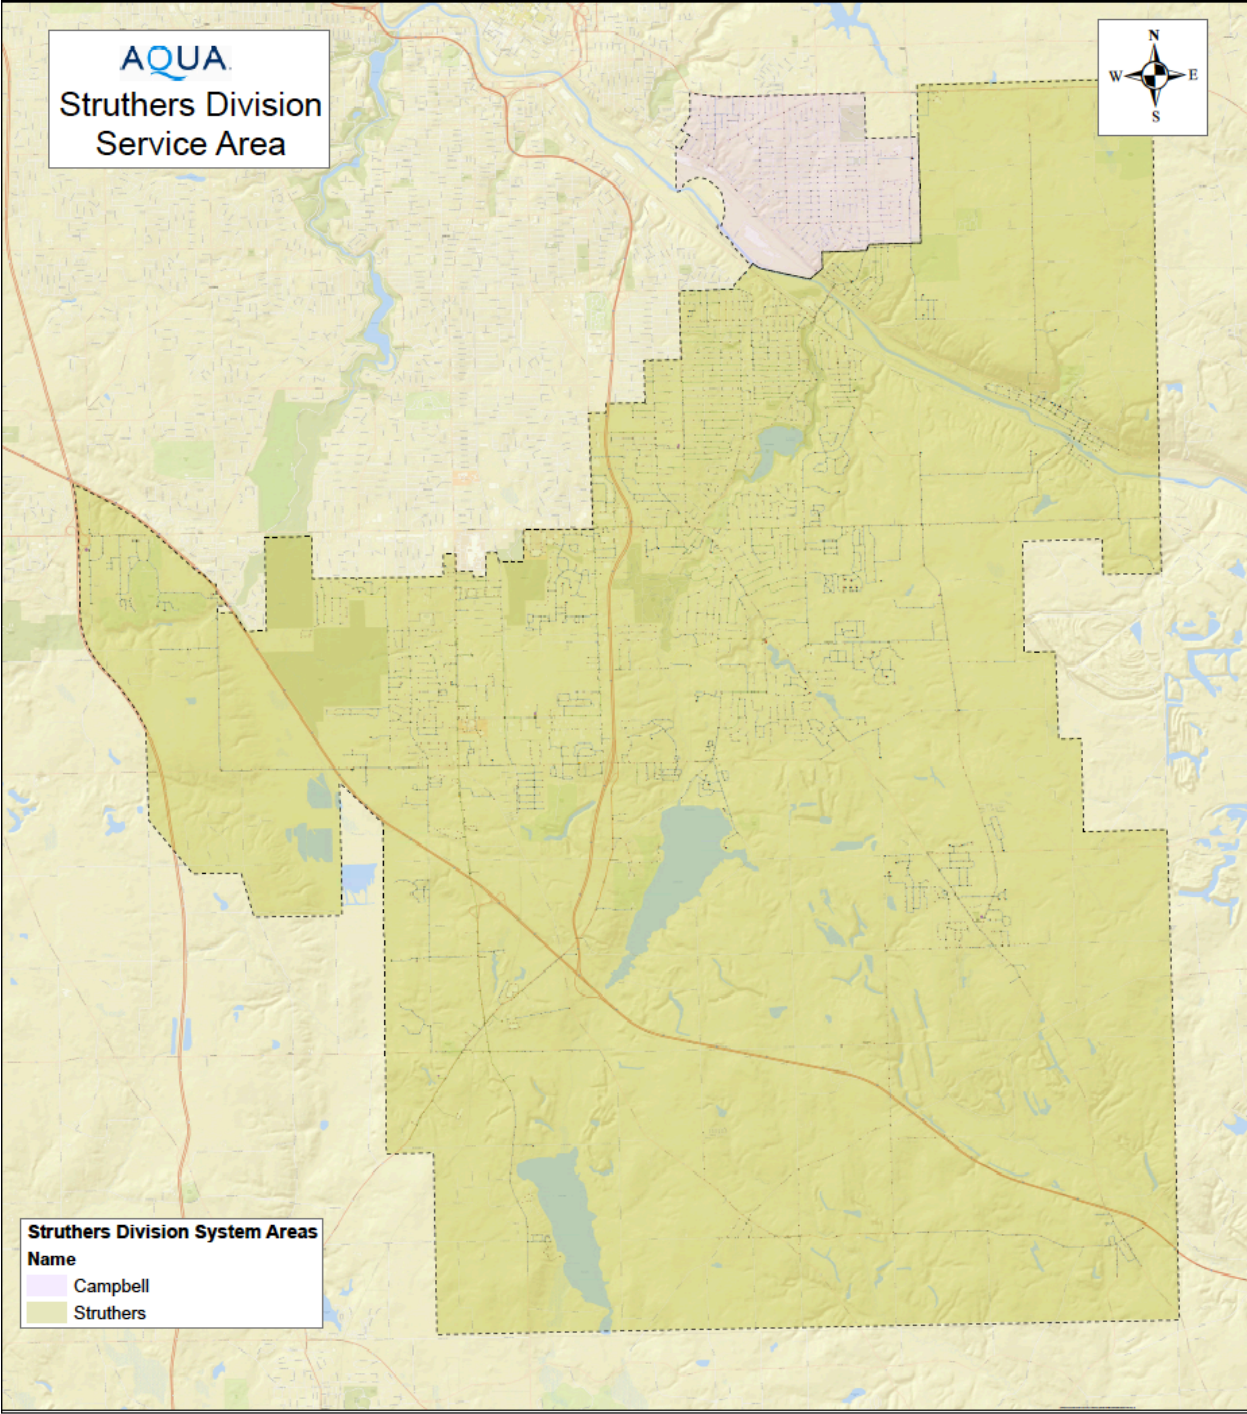 AQUA
Struthers Division
Service Area
N
W E
S
Struthers Division System Areas
Name
Campbell
Struthers